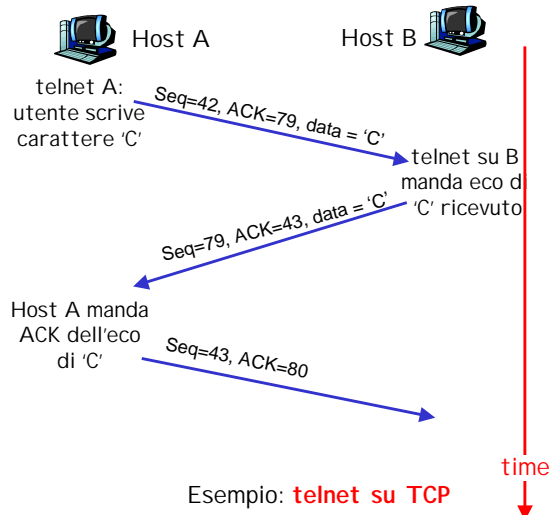 Host A
Host B
telnet A:
utente scrive
carattere 'C'
Seq=42, ACK=79, data = 'C'
telnet su B
manda eco di
'C' ricevuto
Seq=79, ACK=43, data = 'C'
Host A manda
ACK dell'eco
di 'C'
Seq=43, ACK=80
time
Esempio: telnet su TCP